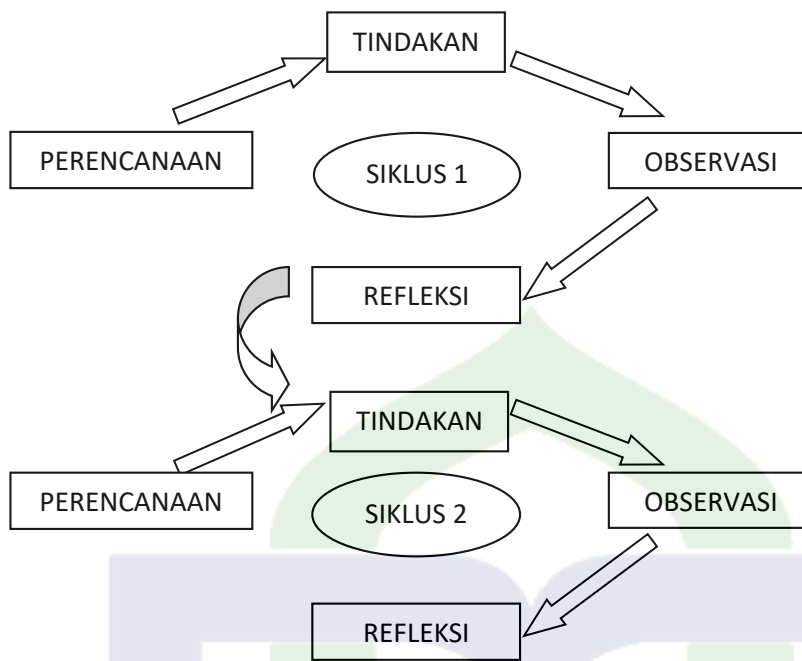 TINDAKAN
PERENCANAAN
SIKLUS 1
OBSERVASI
REFLEKSI
TINDAKAN
PERENCANAAN
SIKLUS 2
OBSERVASI
REFLEKSI